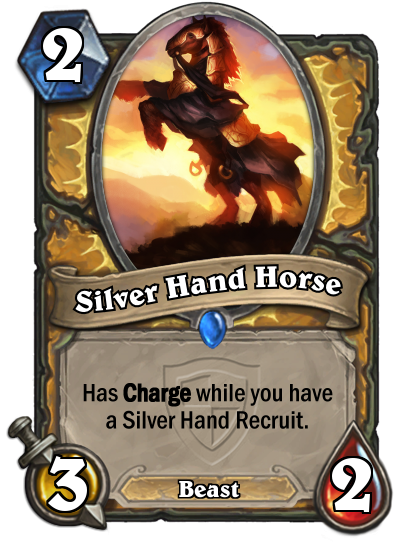 2
Silver Hand Horse
Has Charge while you have
a Silver Hand Recruit.
3
Beast
2